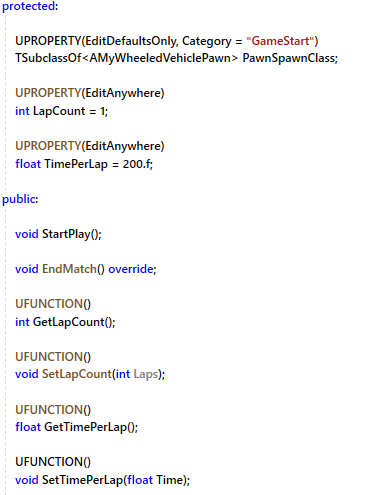 protected:
UPROPERTY(EditDefaultsOnly, Category = "GameStart")
TSubclassOf<AMyWheeledVehiclePawn> PawnSpawnClass;
UPROPERTY(EditAnywhere)
int LapCount = 1;
UPROPERTY(EditAnywhere)
float TimePerLap = 200.f;
public:
void StartPlay();
void EndMatch() override;
UFUNCTION()
int GetLapCount();
UFUNCTION()
void SetLapCount(int Laps);
UFUNCTION()
float GetTimePerLap();
UFUNCTION()
void SetTimePerLap(float Time);